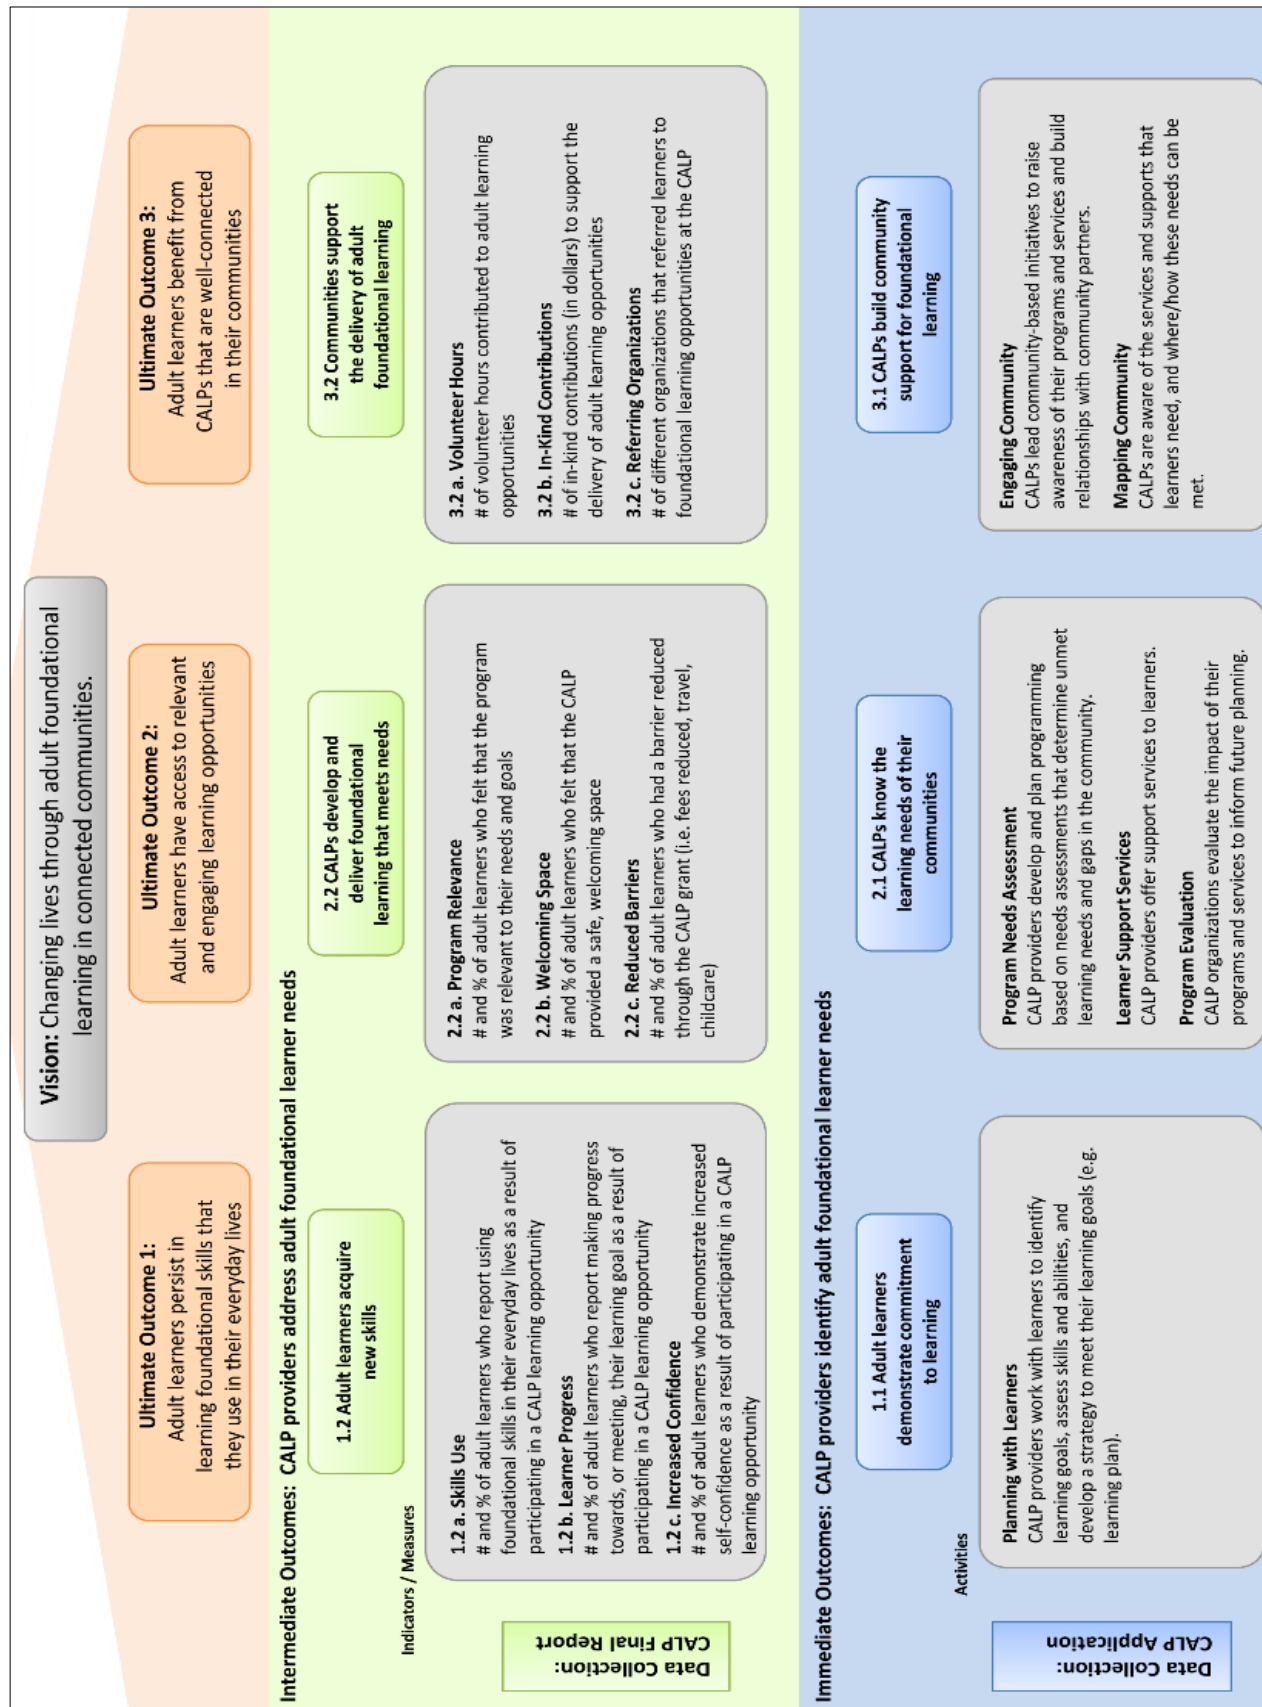 Vision: Changing lives through adult foundational
learning in connected communities.
Ultimate Outcome 1:
Adult learners persist in
learning foundational skills that
they use in their everyday lives
Ultimate Outcome 2:
Adult learners have access to relevant
and engaging learning opportunities
Ultimate Outcome 3:
Adult learners benefit from
CALPs that are well-connected
in their communities
Intermediate Outcomes: CALP providers address adult foundational learner needs
1.2 Adult learners acquire
new skills
2.2 CALPs develop and
deliver foundational
learning that meets needs
3.2 Communities support
the delivery of adult
foundational learning
Indicators / Measures
Data Collection:
CALP Final Report
1.2 a. Skills Use
# and % of adult learners who report using
foundational skills in their everyday lives as a result of
participating in a CALP learning opportunity
1.2 b. Learner Progress
# and % of adult learners who report making progress
towards, or meeting, their learning goal as a result of
participating in a CALP learning opportunity
1.2 c. Increased Confidence
# and % of adult learners who demonstrate increased
self-confidence as a result of participating in a CALP
learning opportunity
2.2 a. Program Relevance
# and % of adult learners who felt that the program
was relevant to their needs and goals
2.2 b. Welcoming Space
# and % of adult learners who felt that the CALP
provided a safe, welcoming space
2.2 c. Reduced Barriers
# and % of adult learners who had a barrier reduced
through the CALP grant (i.e. fees reduced, travel,
childcare)
3.2 a. Volunteer Hours
# of volunteer hours contributed to adult learning
opportunities
3.2 b. In-Kind Contributions
# of in-kind contributions (in dollars) to support the
delivery of adult learning opportunities
3.2 c. Referring Organizations
# of different organizations that referred learners to
foundational learning opportunities at the CALP
Immediate Outcomes: CALP providers identify adult foundational learner needs
1.1 Adult learners
demonstrate commitment
to learning
2.1 CALPs know the
learning needs of their
communities
3.1 CALPs build community
support for foundational
learning
Activities
Data Collection:
CALP Application
Planning with Learners
CALP providers work with learners to identify
learning goals, assess skills and abilities, and
develop a strategy to meet their learning goals (e.g.
learning plan).
Program Needs Assessment
CALP providers develop and plan programming
based on needs assessments that determine unmet
learning needs and gaps in the community.
Learner Support Services
CALP providers offer support services to learners.
Program Evaluation
CALP organizations evaluate the impact of their
programs and services to inform future planning.
Engaging Community
CALPs lead community-based initiatives to raise
awareness of their programs and services and build
relationships with community partners.
Mapping Community
CALPs are aware of the services and supports that
learners need, and where/how these needs can be
met.